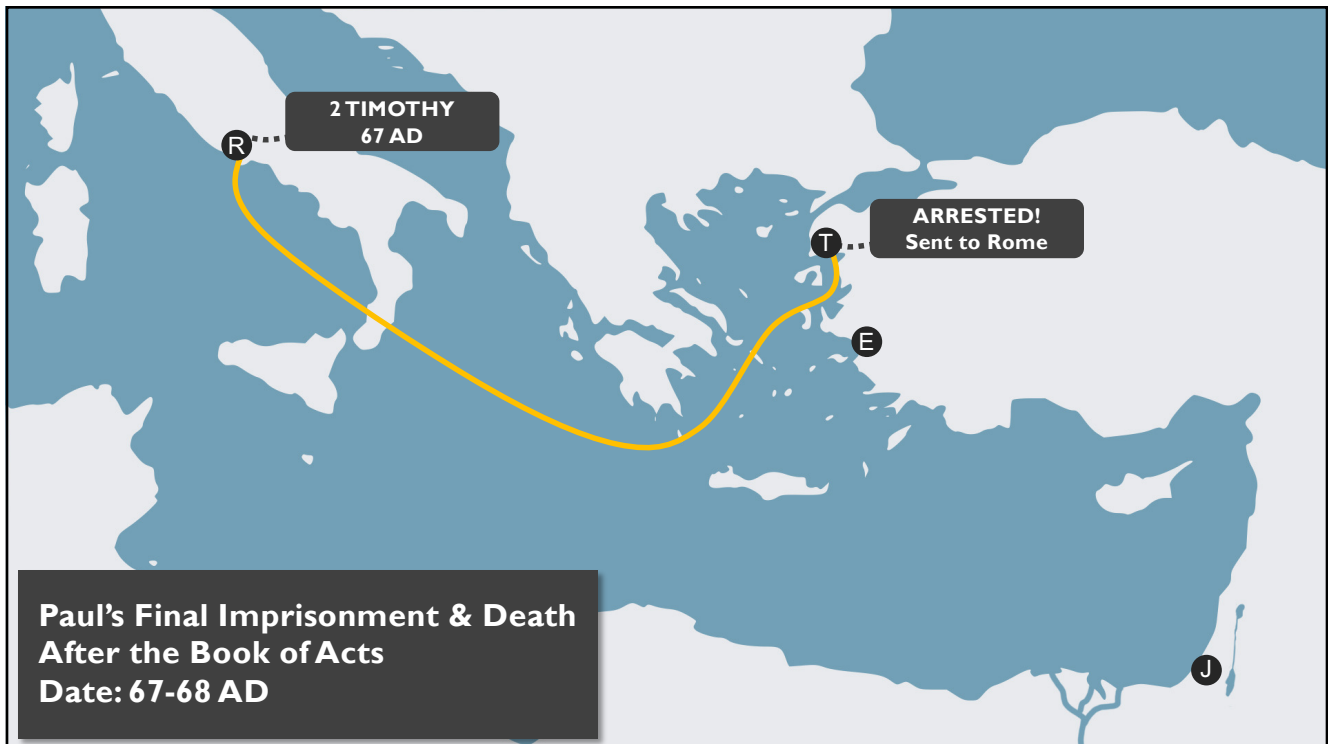 2 TIMOTHY
67 AD
R
ARRESTED!
Sent to Rome
T
E
Paul’s Final Imprisonment & Death
After the Book of Acts
Date: 67-68 AD
J